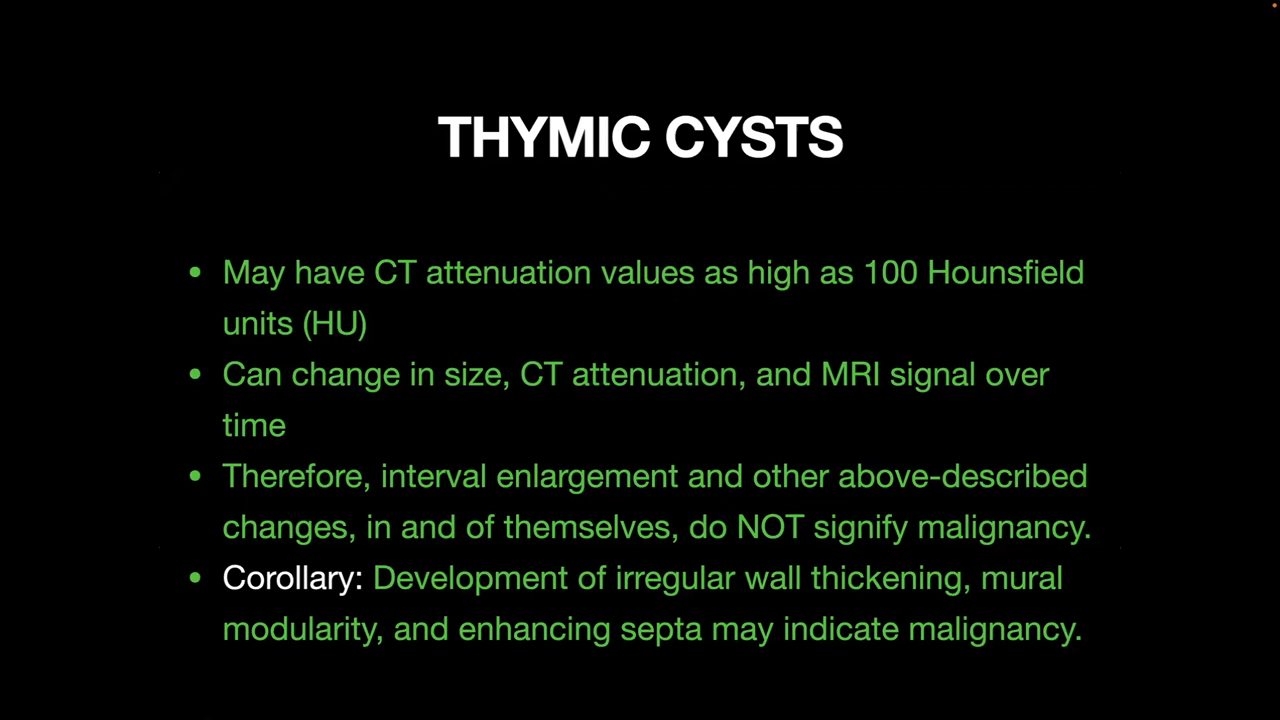 THYMIC CYSTS
• May have CT attenuation values as high as 100 Hounsfield
units (HU)
• Can change in size, CT attenuation, and MRI signal over
time
• Therefore, interval enlargement and other above-described
changes, in and of themselves, do NOT signify malignancy.
• Corollary: Development of irregular wall thickening, mural
modularity, and enhancing septa may indicate malignancy.